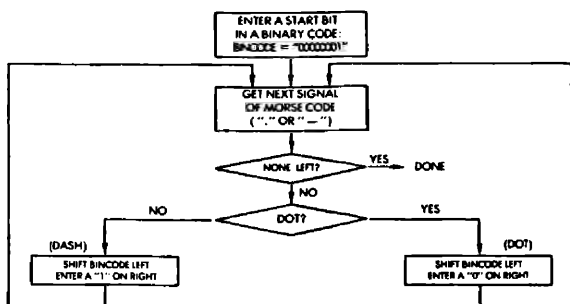 ENTER A START BIT
IN A BINARY CODE:
BINCODE = "00000001"
GET NEXT SIGNAL
OF MORSE CODE
("." OR "—")
NONE LEFT?
YES
DONE
NO
DOT?
NO
YES
(DASH)
(DOT)
SHIFT BINCODE LEFT
ENTER A "1" ON RIGHT
SHIFT BINCODE LEFT
ENTER A "0" ON RIGHT